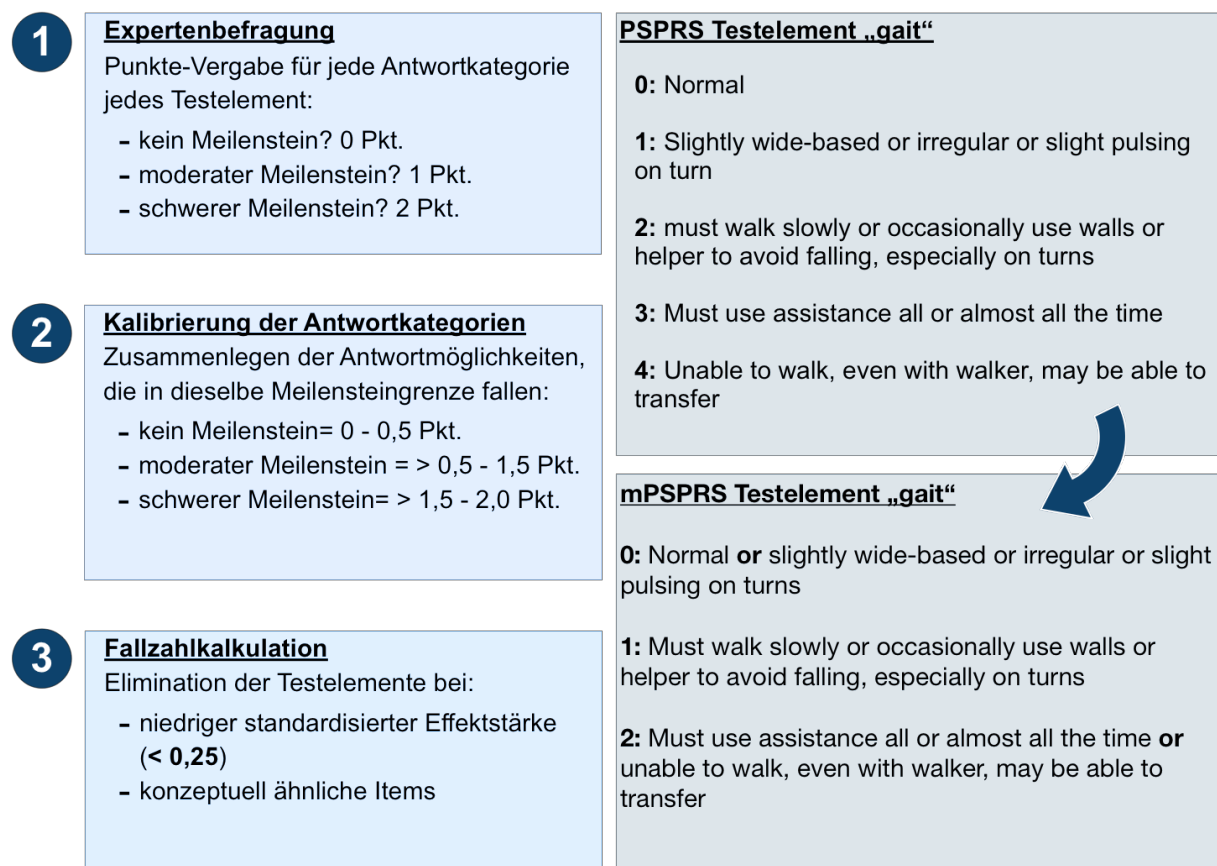 1
Expertenbefragung
Punkte-Vergabe für jede Antwortkategorie
jedes Testelement:
- kein Meilenstein? 0 Pkt.
- moderater Meilenstein? 1 Pkt.
- schwerer Meilenstein? 2 Pkt.
2
Kalibrierung der Antwortkategorien
Zusammenlegen der Antwortmöglichkeiten,
die in dieselbe Meilensteingrenze fallen:
- kein Meilenstein= 0 - 0,5 Pkt.
- moderater Meilenstein = > 0,5 - 1,5 Pkt.
- schwerer Meilenstein= > 1,5 - 2,0 Pkt.
3
Fallzahlkalkulation
Elimination der Testelemente bei:
- niedriger standardisierter Effektstärke
(< 0,25)
- konzeptuell ähnliche Items
PSPRS Testelement „gait“
0: Normal
1: Slightly wide-based or irregular or slight pulsing
on turn
2: must walk slowly or occasionally use walls or
helper to avoid falling, especially on turns
3: Must use assistance all or almost all the time
4: Unable to walk, even with walker, may be able to
transfer
mPSPRS Testelement „gait“
0: Normal or slightly wide-based or irregular or slight
pulsing on turns
1: Must walk slowly or occasionally use walls or
helper to avoid falling, especially on turns
2: Must use assistance all or almost all the time or
unable to walk, even with walker, may be able to
transfer